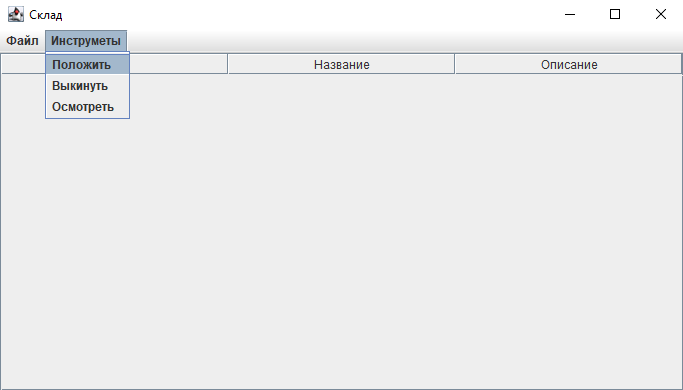 Склад
Файл Инструметы
Название Описание
Положить
Выкинуть
Осмотреть